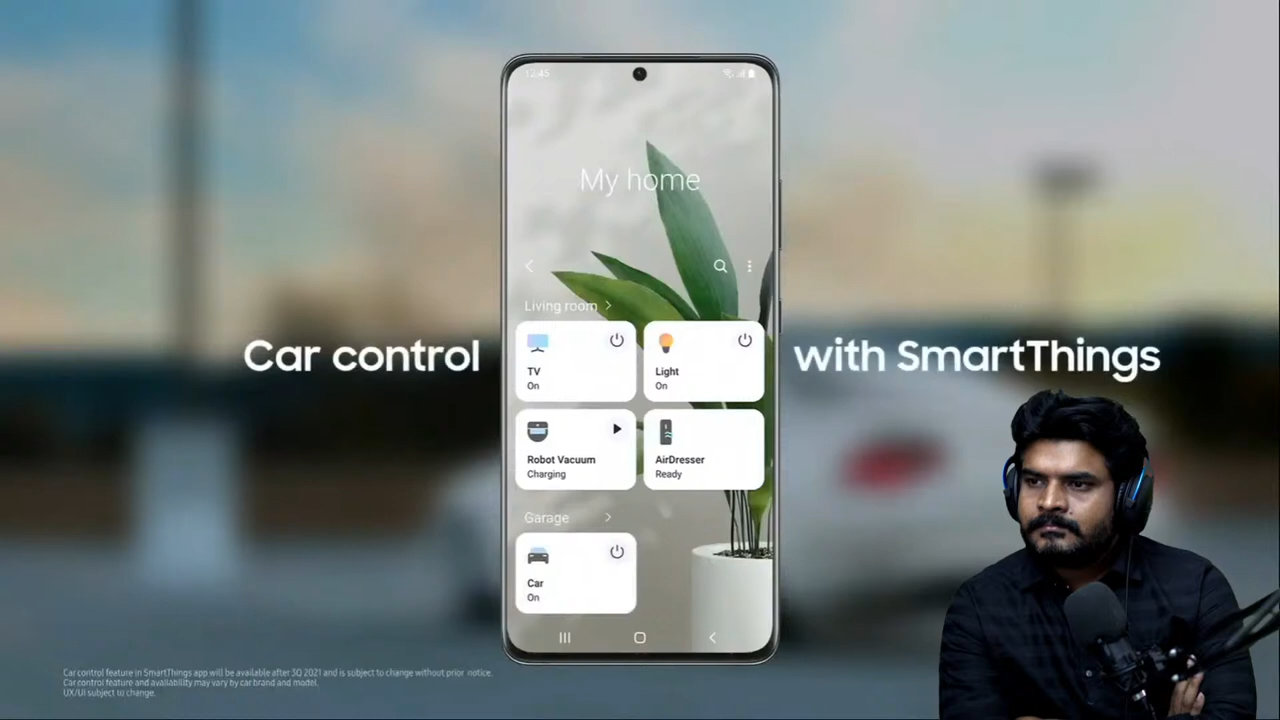 12:45
My home
Car control
with SmartThings
Living room
TV
On
Light
On
Robot Vacuum
Charging
AirDresser
Ready
Garage
Car
On
Car control feature in SmartThings app will be available after 3Q 2021 and is subject to change without prior notice.
Car control feature and availability may vary by car brand and model.
UX/UI subject to change.